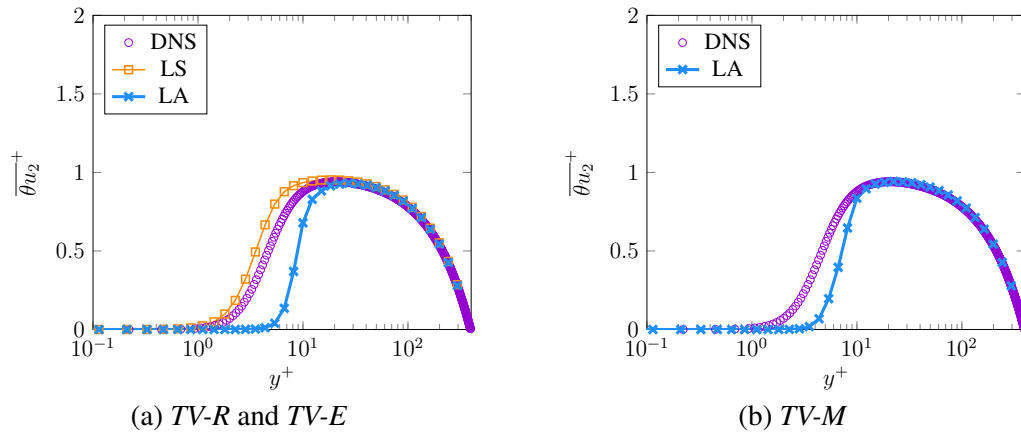 2
1.5
1
0.5
0
10⁻¹ 10⁰ 10¹ 10²
y⁺
θu₂⁺
DNS
LS
LA
(a) TV-R and TV-E
2
1.5
1
0.5
0
10⁻¹ 10⁰ 10¹ 10²
y⁺
θu₂⁺
DNS
LA
(b) TV-M